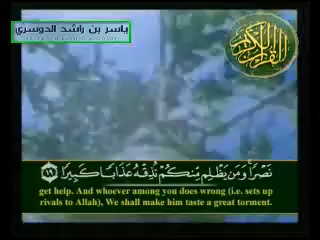 ياسر بن راشد الدوسري
القرآن الكريم
نَصْرًا ۚ وَمَن يَظْلِم مِّنكُمْ نُذِقْهُ عَذَابًا كَبِيرًا ١٩
get help. And whoever among you does wrong (i.e. sets up
rivals to Allah), We shall make him taste a great torment.